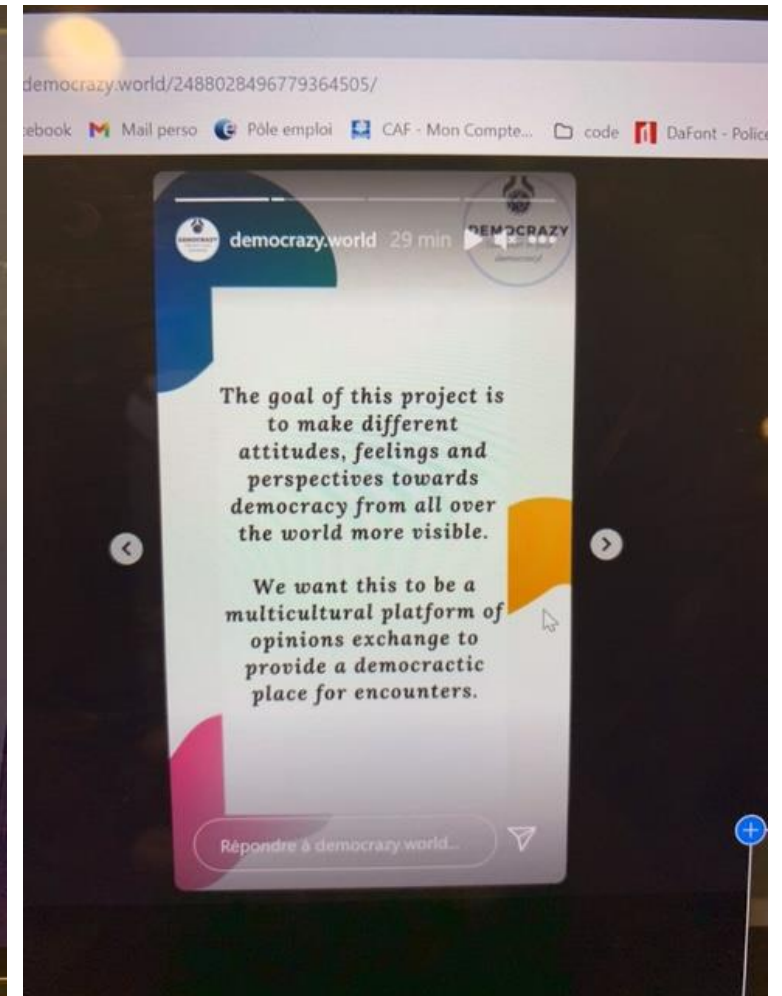 democrazy.world/2488028496779364505/
ebook Mail perso Pôle emploi CAF - Mon Compte... code DaFont - Police
DEMOCRAZY
democrazy.world 29 min
The goal of this project is
to make different
attitudes, feelings and
perspectives towards
democracy from all over
the world more visible.
We want this to be a
multicultural platform of
opinions exchange to
provide a democractic
place for encounters.
Répondre à democrazy.world...